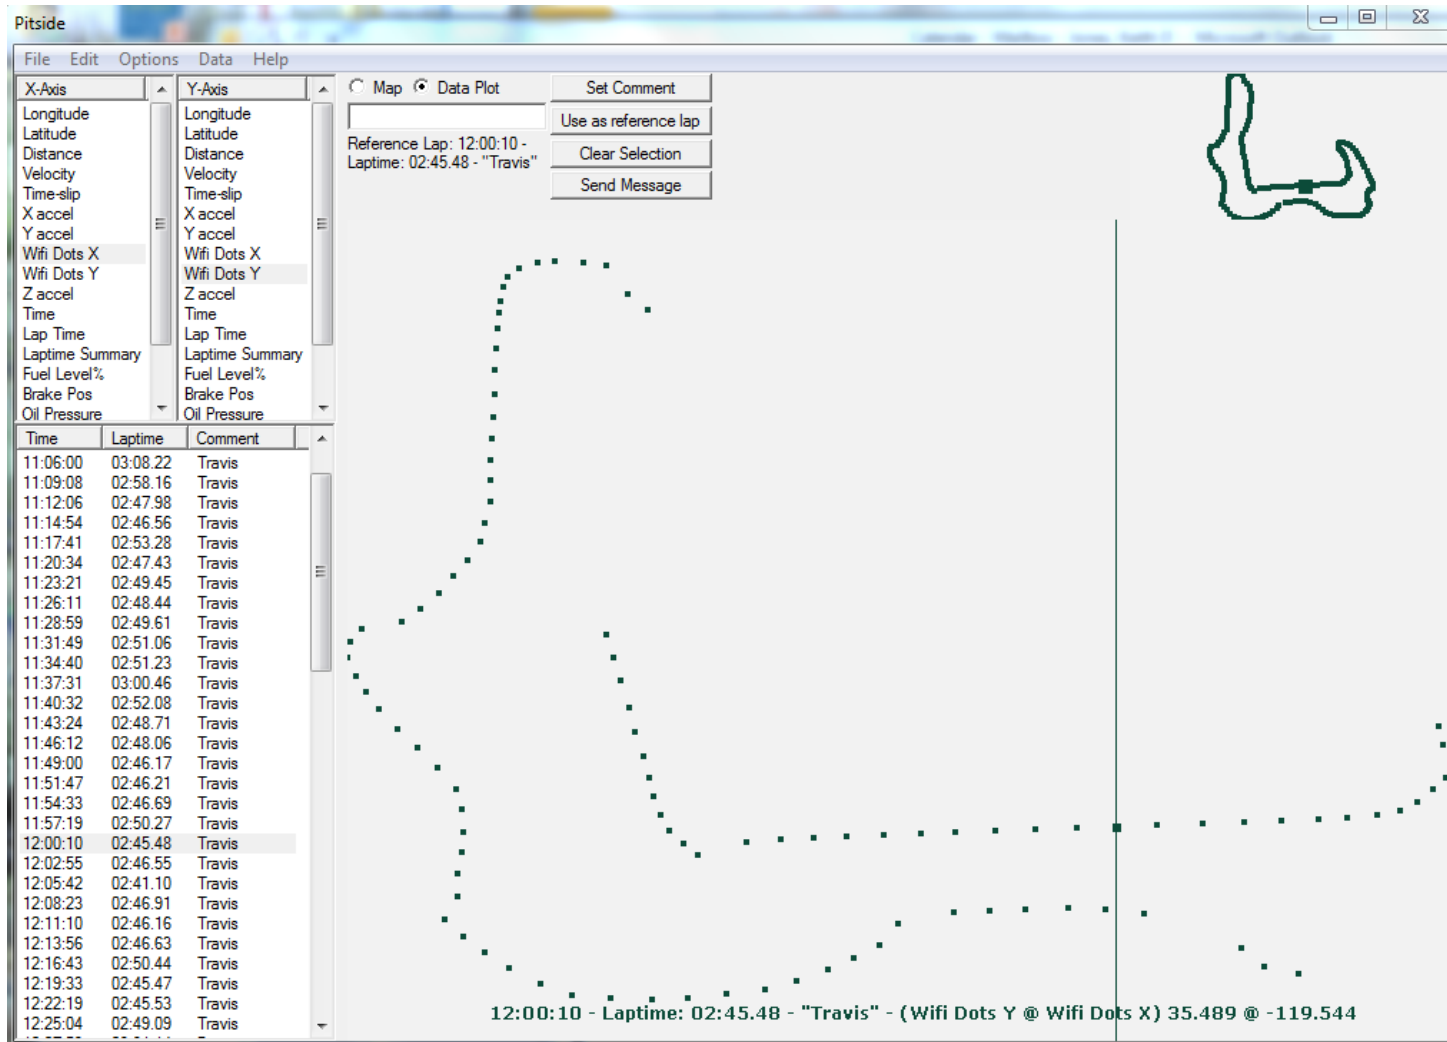 Pitside
File Edit Options Data Help
X-Axis
Longitude
Latitude
Distance
Velocity
Time-slip
X accel
Y accel
Wifi Dots X
Wifi Dots Y
Z accel
Time
Lap Time
Laptime Summary
Fuel Level%
Brake Pos
Oil Pressure
Y-Axis
Longitude
Latitude
Distance
Velocity
Time-slip
X accel
Y accel
Wifi Dots X
Wifi Dots Y
Z accel
Time
Lap Time
Laptime Summary
Fuel Level%
Brake Pos
Oil Pressure
Map Data Plot
Reference Lap: 12:00:10 -
Laptime: 02:45.48 - "Travis"
Set Comment
Use as reference lap
Clear Selection
Send Message
Time Laptime Comment
11:06:00 03:08.22 Travis
11:09:08 02:58.16 Travis
11:12:06 02:47.98 Travis
11:14:54 02:46.56 Travis
11:17:41 02:53.28 Travis
11:20:34 02:47.43 Travis
11:23:21 02:49.45 Travis
11:26:11 02:48.44 Travis
11:28:59 02:49.61 Travis
11:31:49 02:51.06 Travis
11:34:40 02:51.23 Travis
11:37:31 03:00.46 Travis
11:40:32 02:52.08 Travis
11:43:24 02:48.71 Travis
11:46:12 02:48.06 Travis
11:49:00 02:46.17 Travis
11:51:47 02:46.21 Travis
11:54:33 02:46.69 Travis
11:57:19 02:50.27 Travis
12:00:10 02:45.48 Travis
12:02:55 02:46.55 Travis
12:05:42 02:41.10 Travis
12:08:23 02:46.91 Travis
12:11:10 02:46.16 Travis
12:13:56 02:46.63 Travis
12:16:43 02:50.44 Travis
12:19:33 02:45.47 Travis
12:22:19 02:45.53 Travis
12:25:04 02:49.09 Travis
12:00:10 - Laptime: 02:45.48 - "Travis" - (Wifi Dots Y @ Wifi Dots X) 35.489 @ -119.544